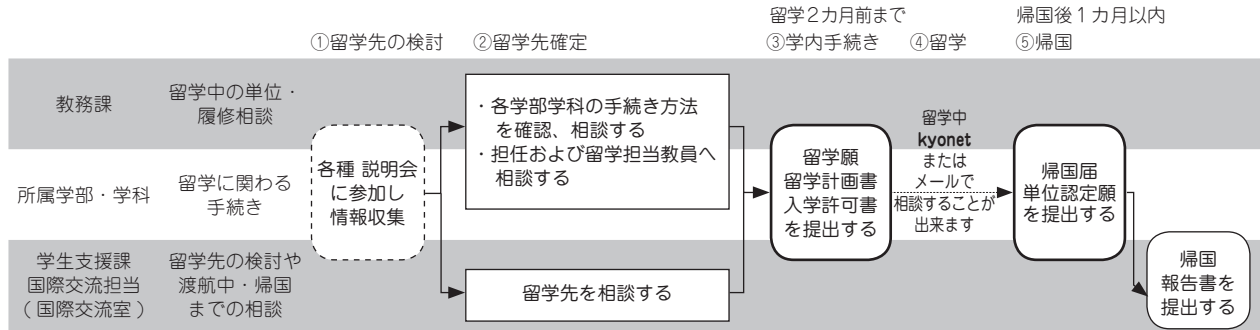 留学2カ月前まで
帰国後1カ月以内
①留学先の検討
②留学先確定
③学内手続き
④留学
⑤帰国
教務課
留学中の単位・
履修相談
所属学部・学科
留学に関わる
手続き
学生支援課
国際交流担当
(国際交流室)
留学先の検討や
渡航中・帰国
までの相談
各種 説明会
に参加し
情報収集
・各学部学科の手続き方法
を確認、相談する
・担任および留学担当教員へ
相談する
留学先を相談する
留学願
留学計画書
入学許可書
を提出する
留学中
kyonet
または
メールで
相談することが
出来ます
帰国届
単位認定願
を提出する
帰国
報告書を
提出する